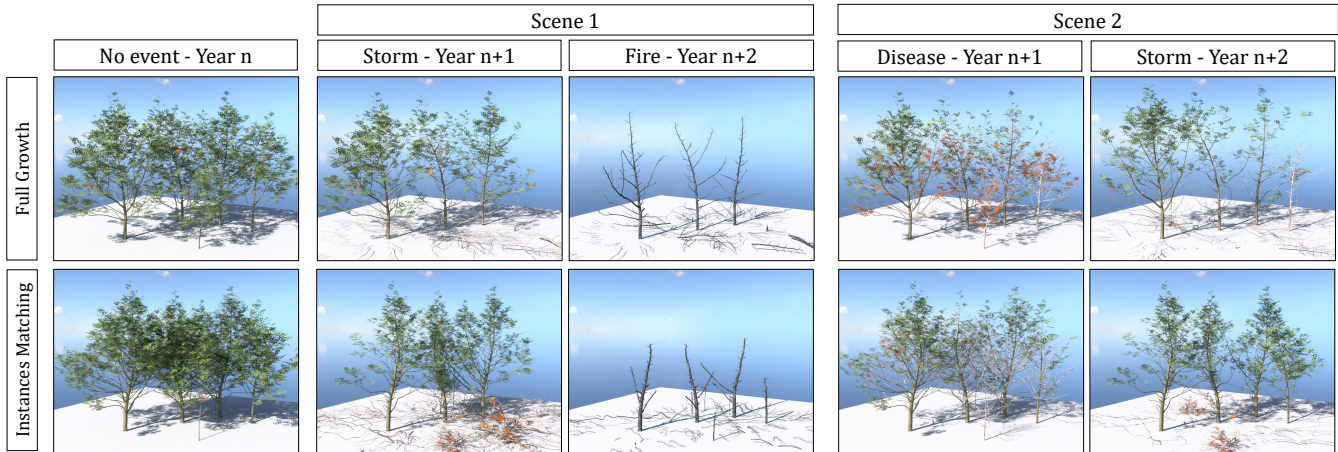 Scene 1
Scene 2
No event - Year n
Storm - Year n+1
Fire - Year n+2
Disease - Year n+1
Storm - Year n+2
Full Growth
Instances Matching